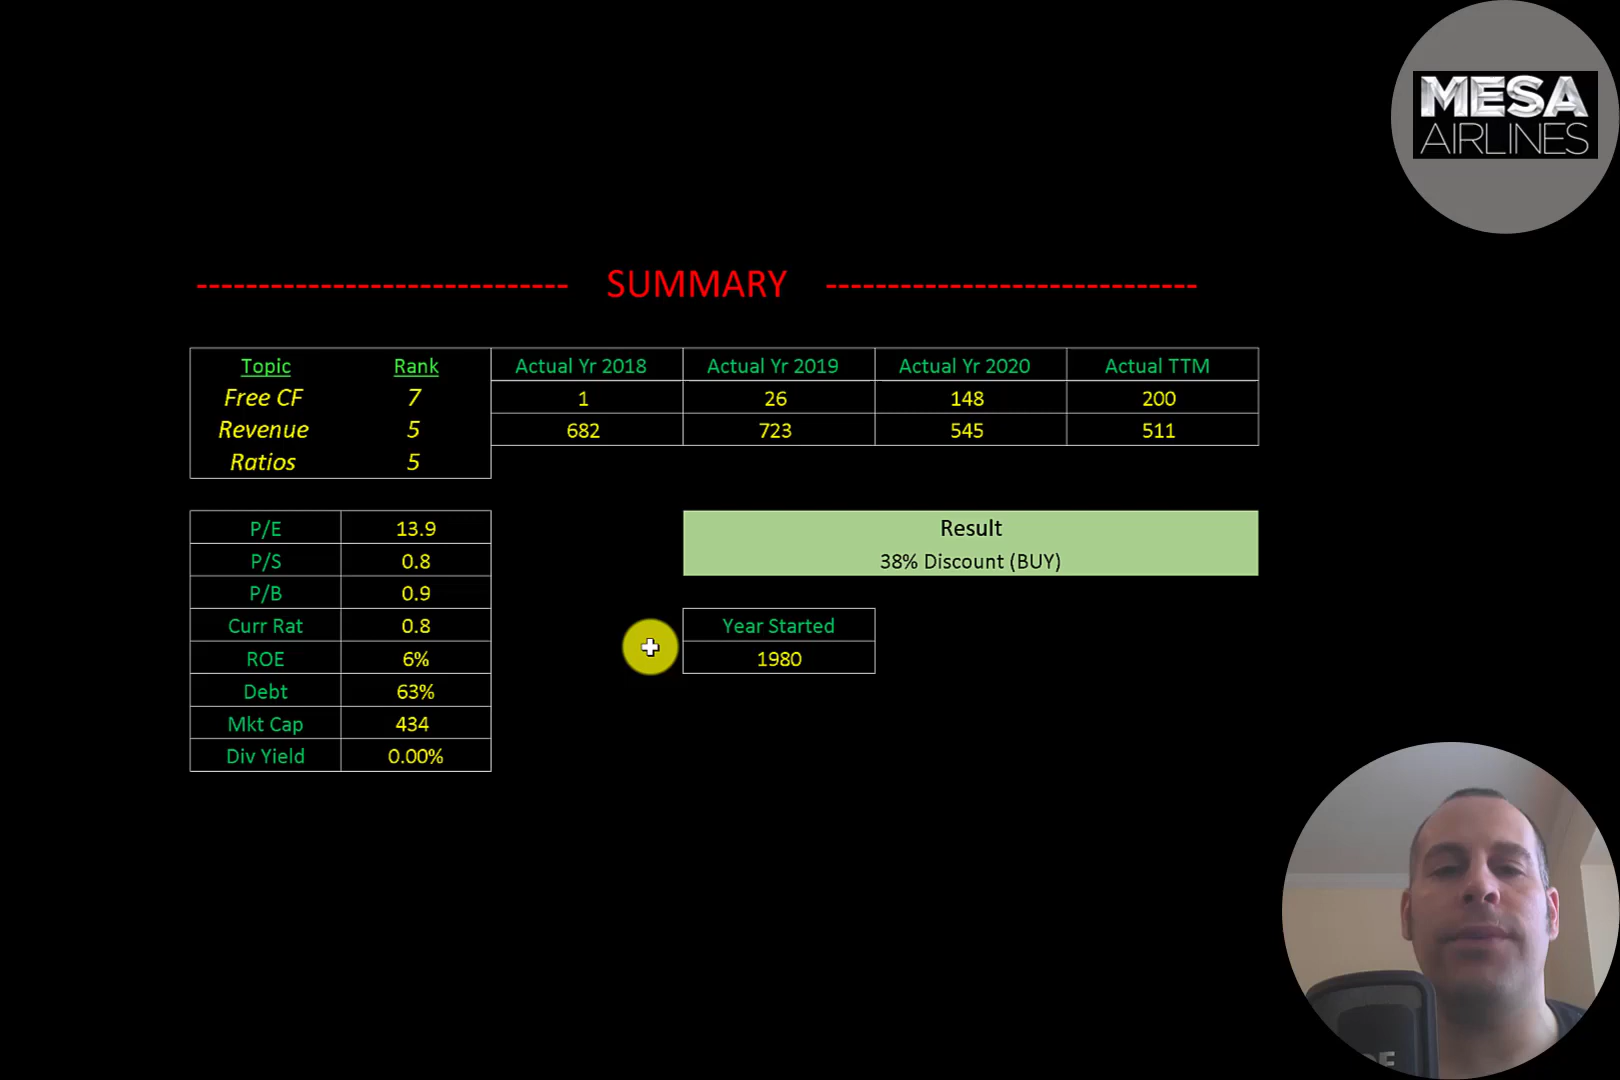 MESA
AIRLINES
------------------------------ SUMMARY ------------------------------
Topic Rank Actual Yr 2018 Actual Yr 2019 Actual Yr 2020 Actual TTM
Free CF 7 1 26 148 200
Revenue 5 682 723 545 511
Ratios 5
P/E 13.9
P/S 0.8
P/B 0.9
Curr Rat 0.8
ROE 6%
Debt 63%
Mkt Cap 434
Div Yield 0.00%
Result
38% Discount (BUY)
Year Started
1980